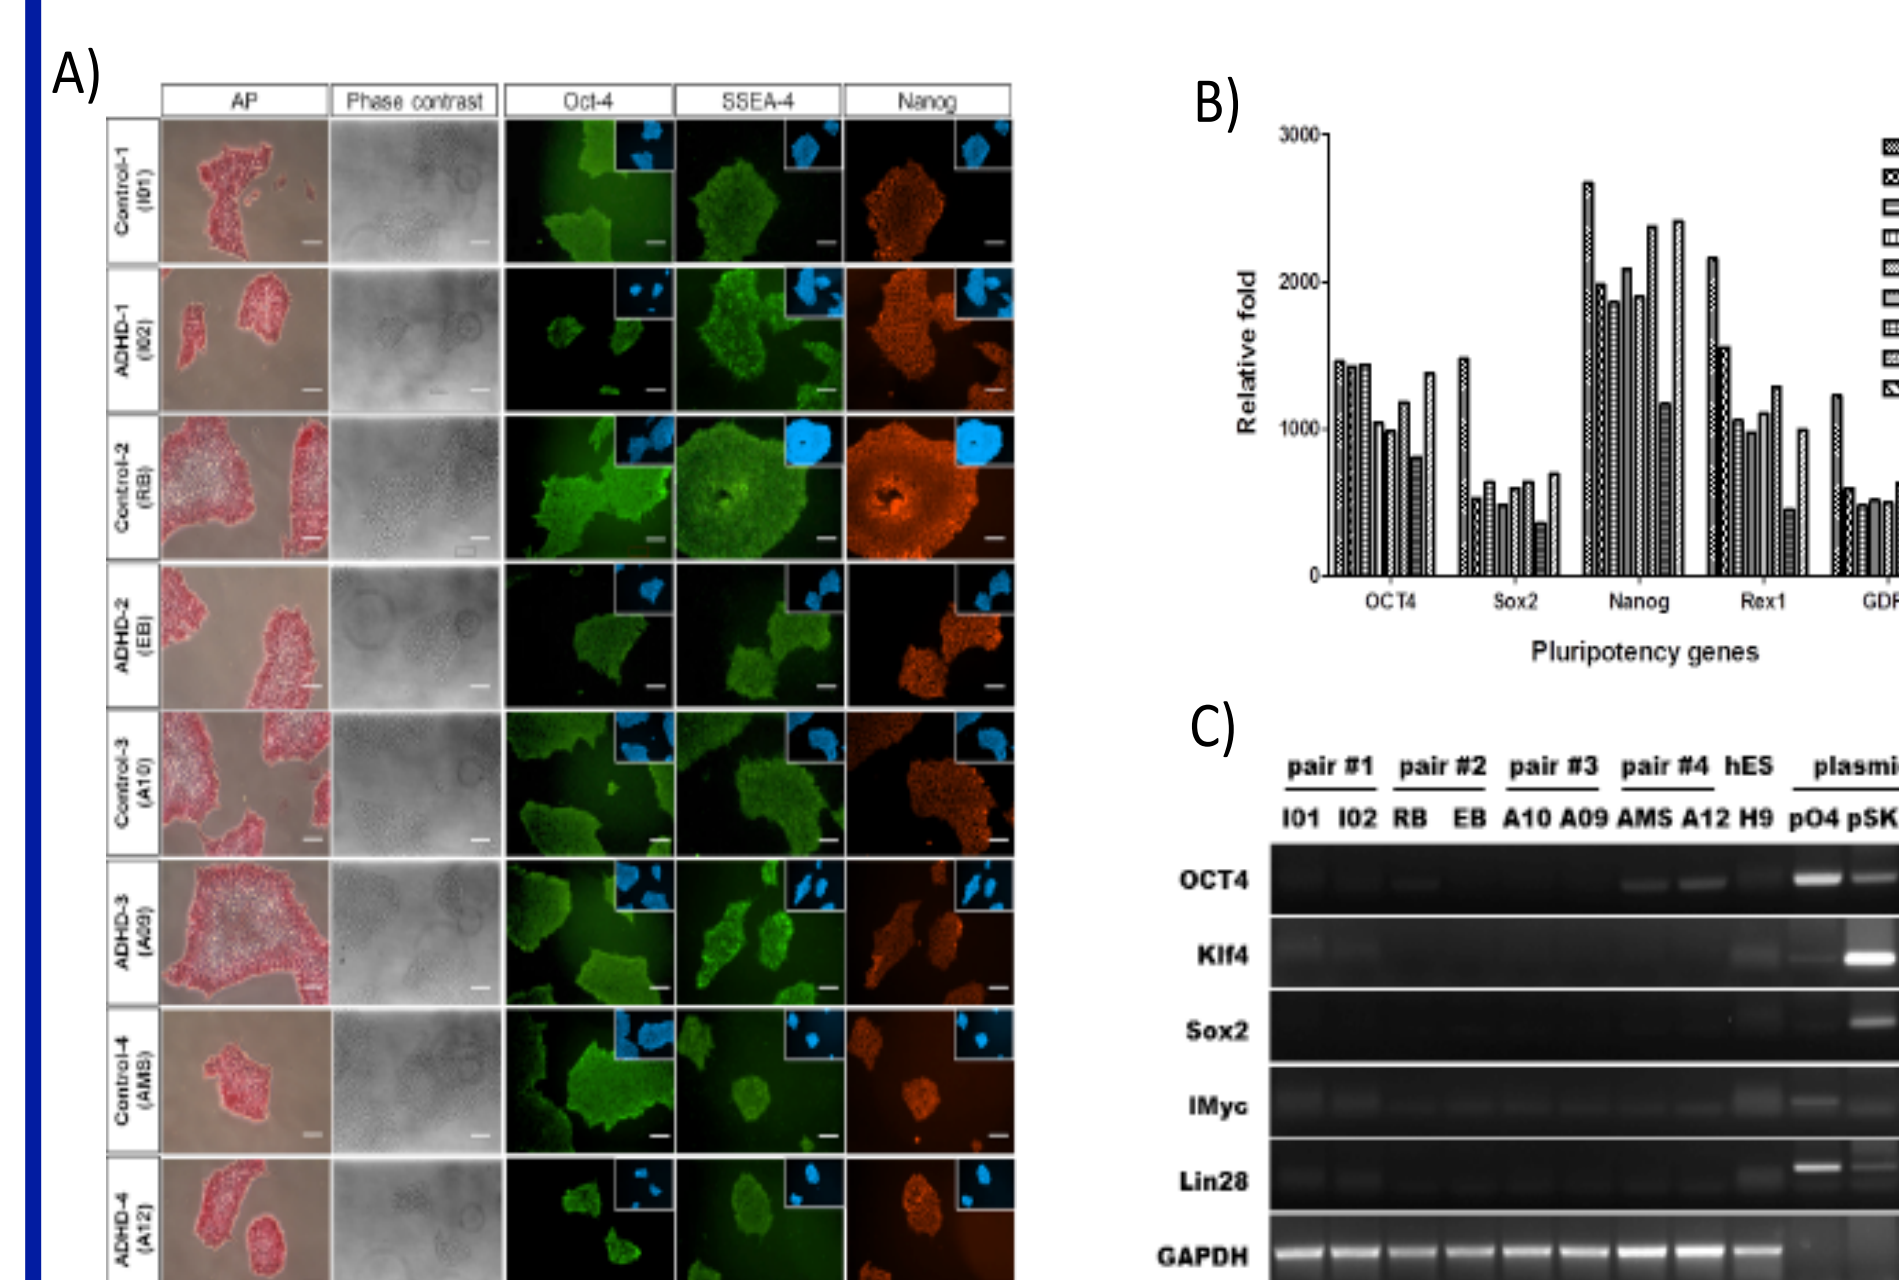 A)
AP Phase contrast Oct-4 SSEA-4 Nanog
Control-1 (I01)
ADHD-1 (I02)
Control-2 (RB)
ADHD-2 (EB)
Control-3 (A10)
ADHD-3 (A09)
Control-4 (AMS)
ADHD-4 (A12)
B)
3000
2000
1000
0
Relative fold
OCT4 Sox2 Nanog Rex1 GDF
Pluripotency genes
C)
pair #1 pair #2 pair #3 pair #4 hES plasmi
I01 I02 RB EB A10 A09 AMS A12 H9 pO4 pSK
OCT4
Klf4
Sox2
lMyc
Lin28
GAPDH